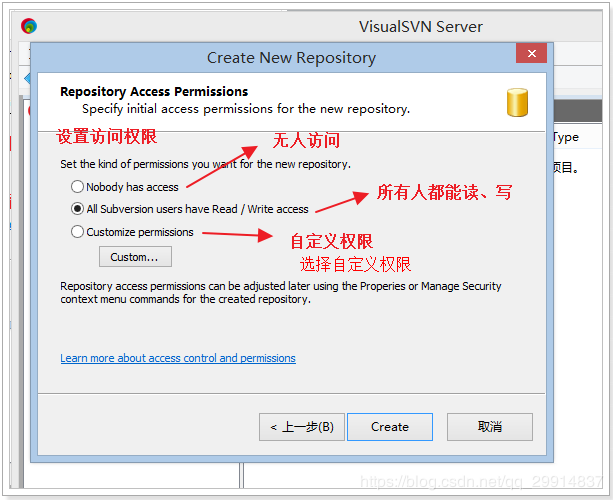 VisualSVN Server
Create New Repository
Repository Access Permissions
Specify initial access permissions for the new repository.
Type
设置访问权限
无人访问
项目。
Set the kind of permissions you want for the new repository.
Nobody has access
所有人都能读、写
All Subversion users have Read / Write access
Customize permissions
自定义权限
Custom...
选择自定义权限
Repository access permissions can be adjusted later using the Properies or Manage Security
context menu commands for the created repository.
Learn more about access control and permissions
< 上一步(B)
Create
取消
https://blog.csdn.net/qq_29914837